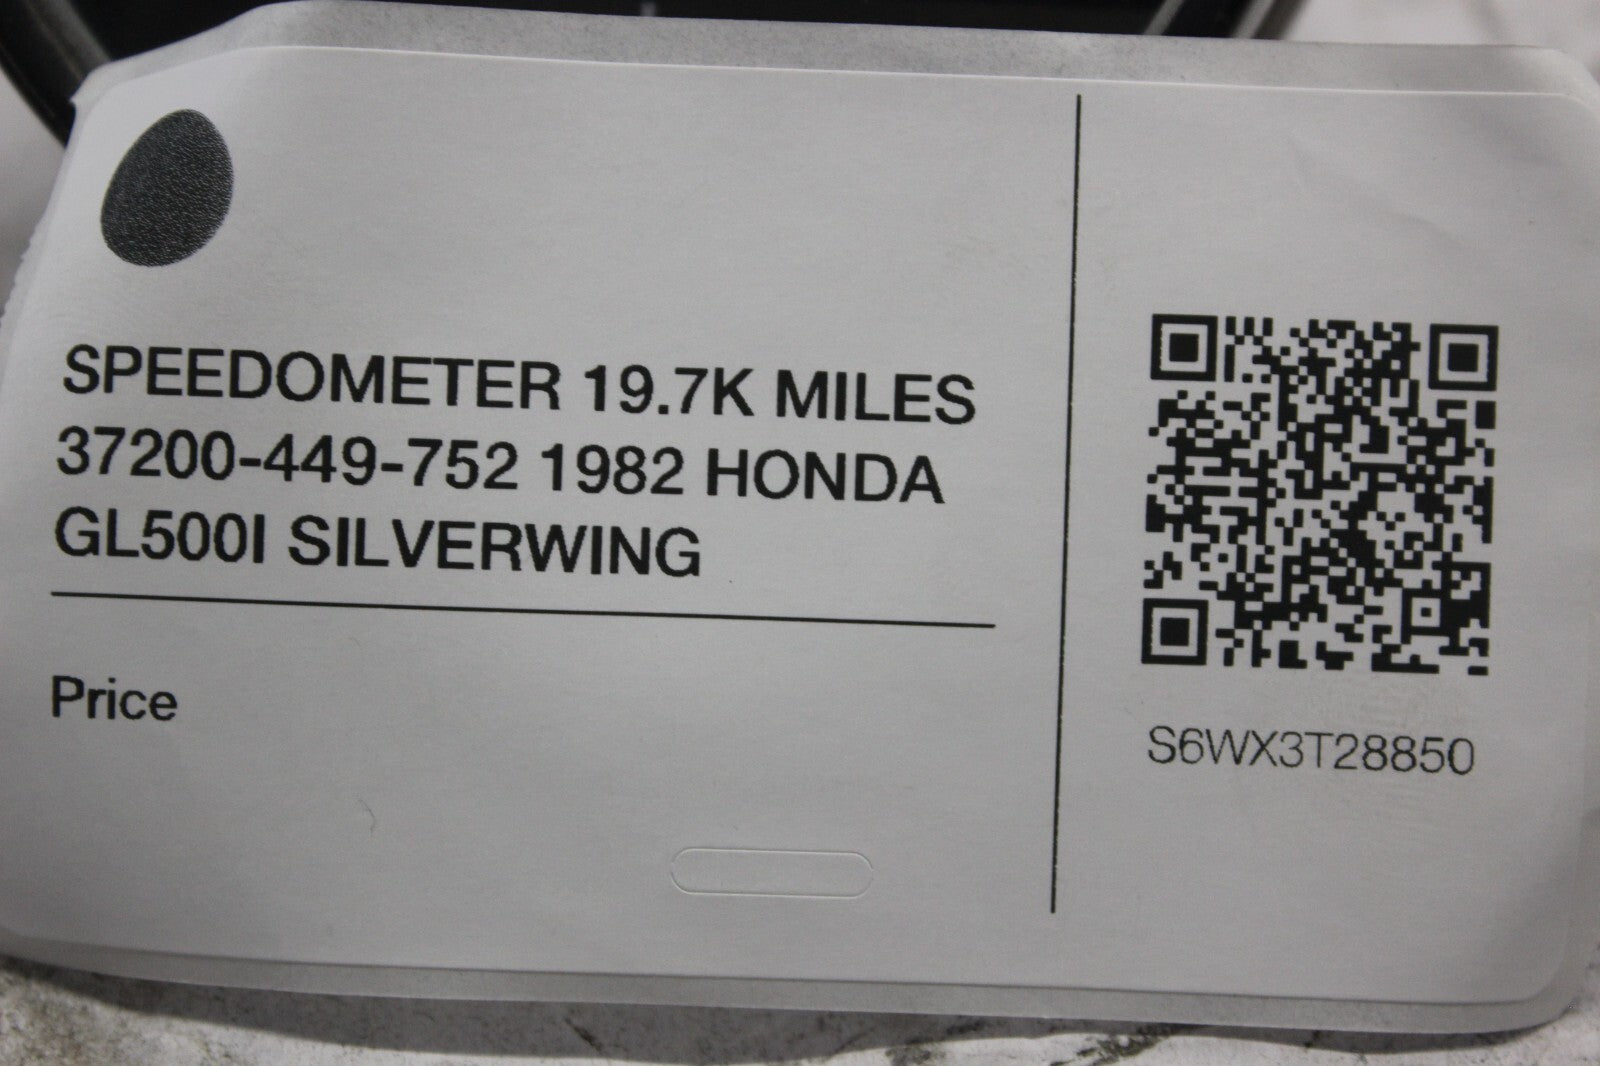 SPEEDOMETER 19.7K MILES
37200-449-752 1982 HONDA
GL500I SILVERWING
Price
S6WX3T28850